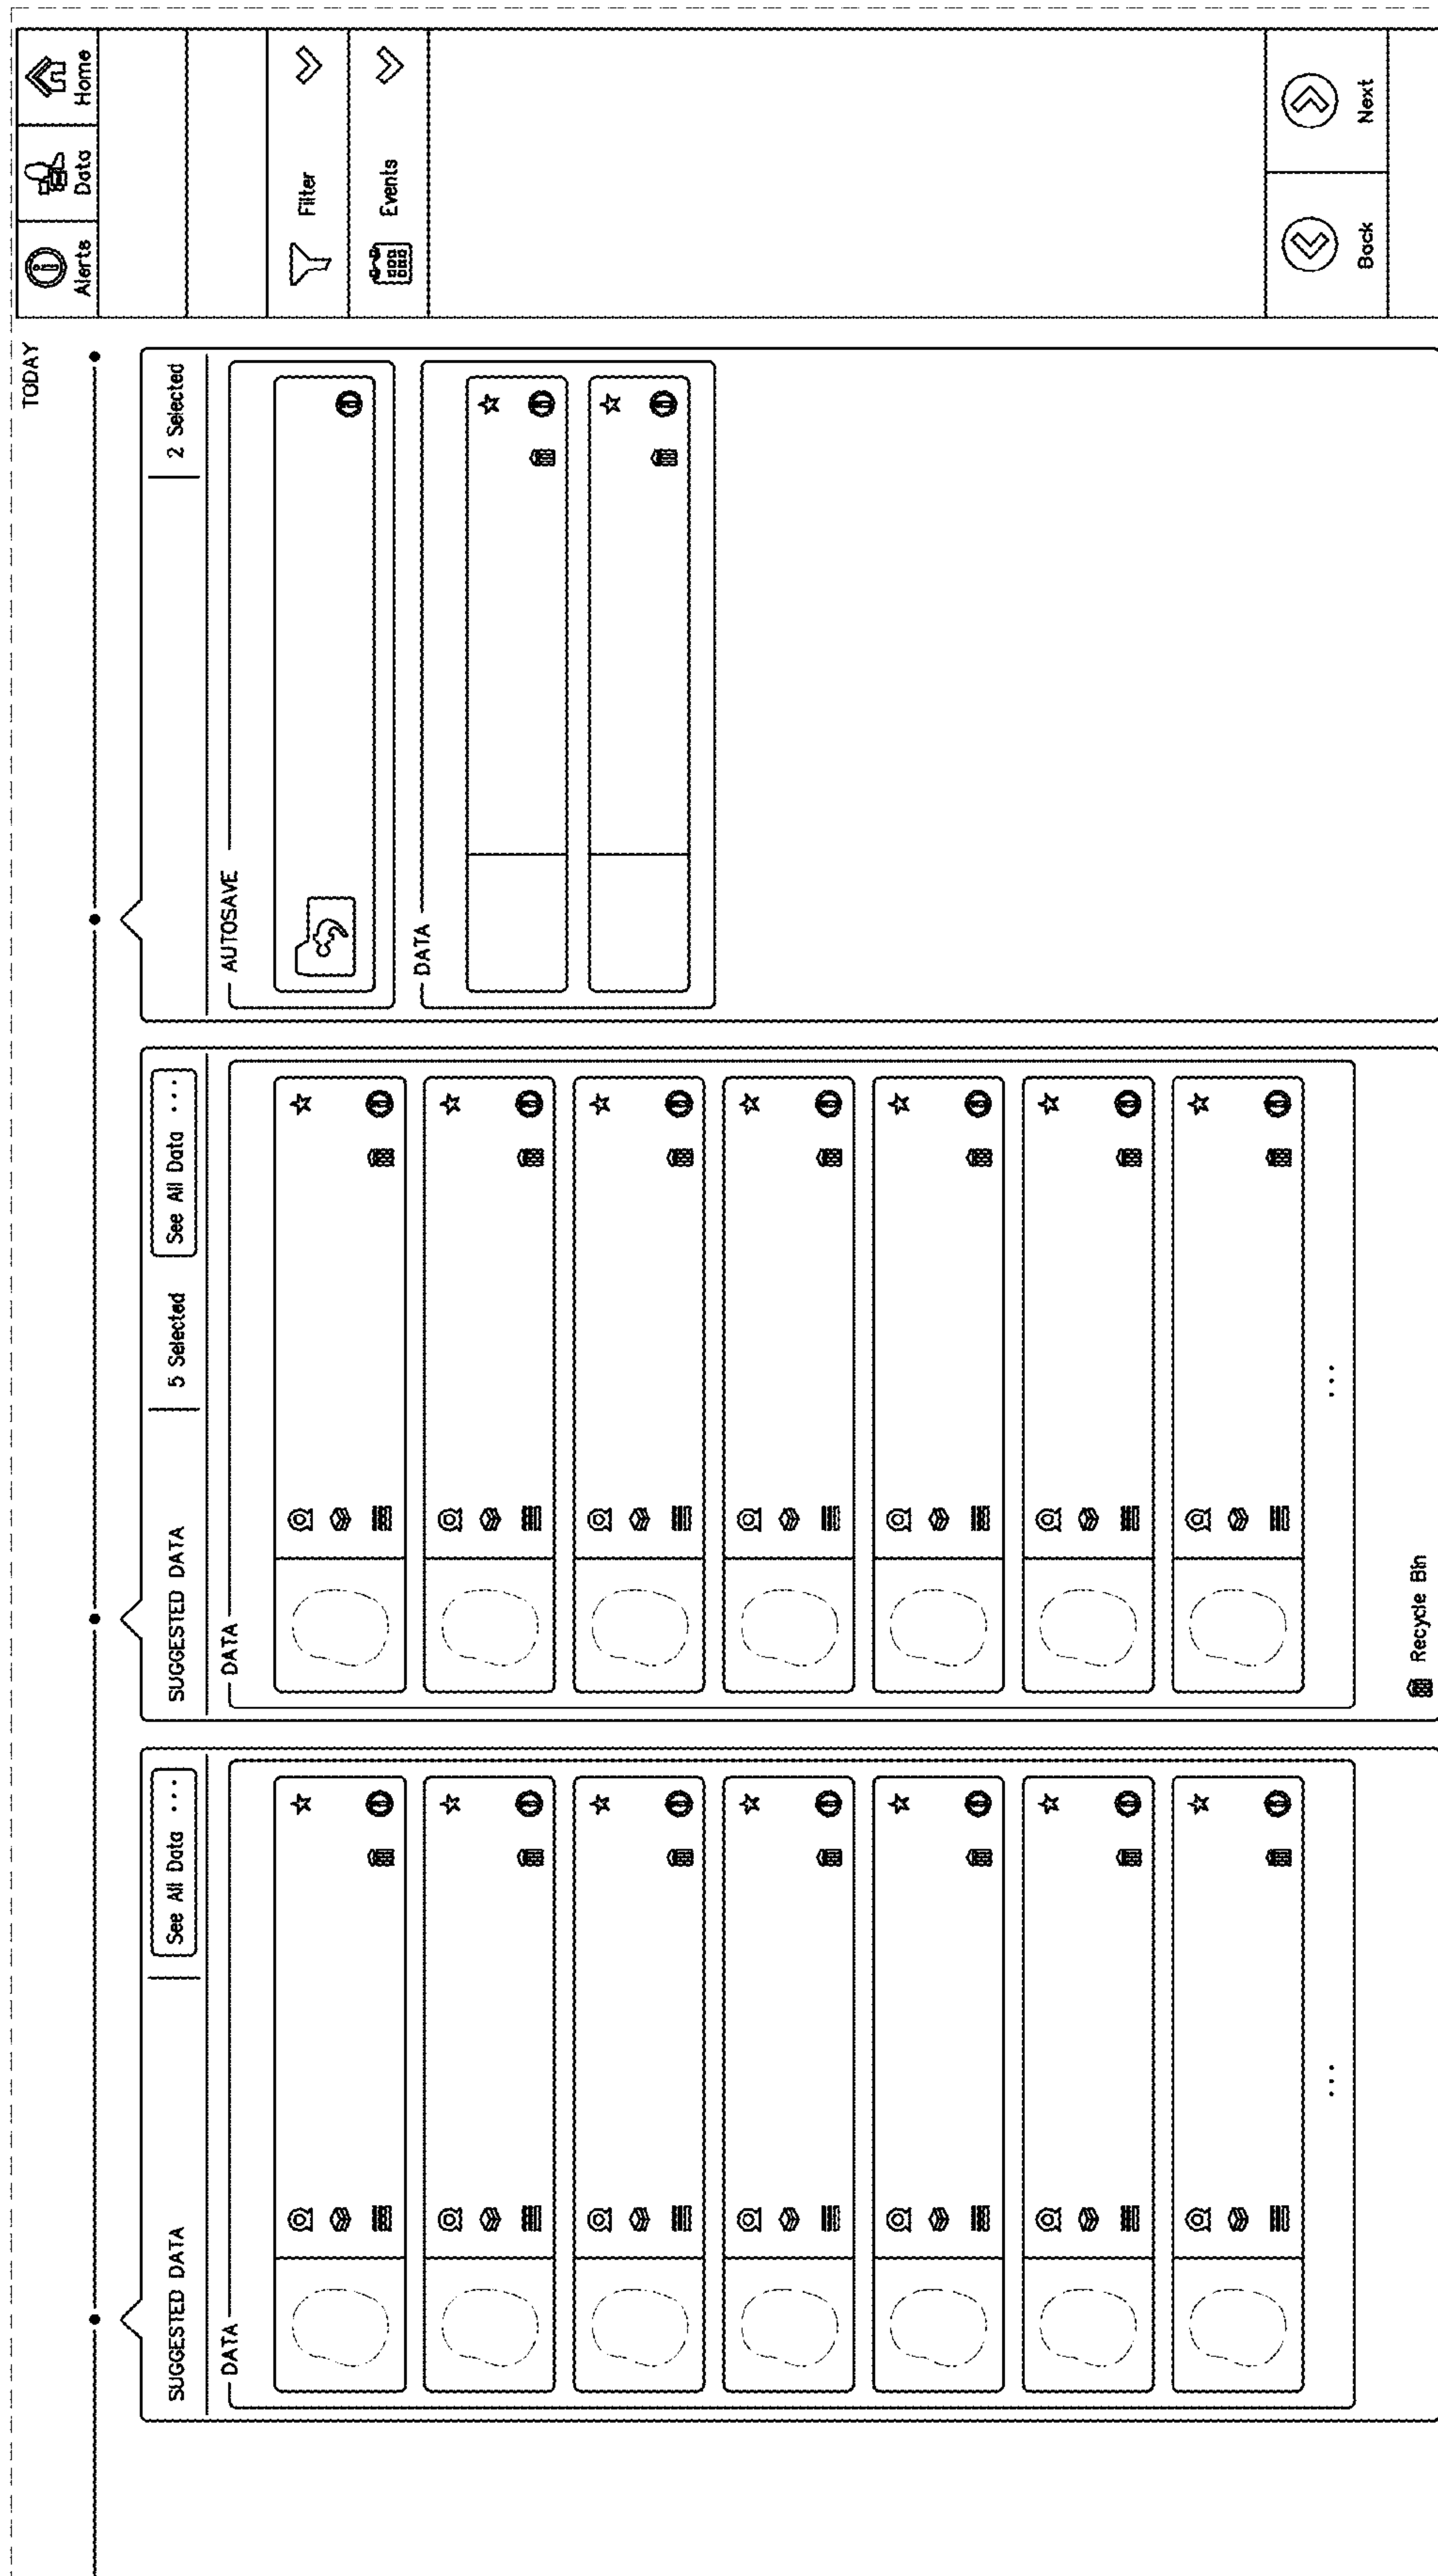 TODAY
SUGGESTED DATA
See All Data ...
DATA
...
SUGGESTED DATA
5 Selected
See All Data ...
DATA
...
Recycle Bin
2 Selected
AUTOSAVE
DATA
Alerts
Data
Home
Filter
Events
Back
Next